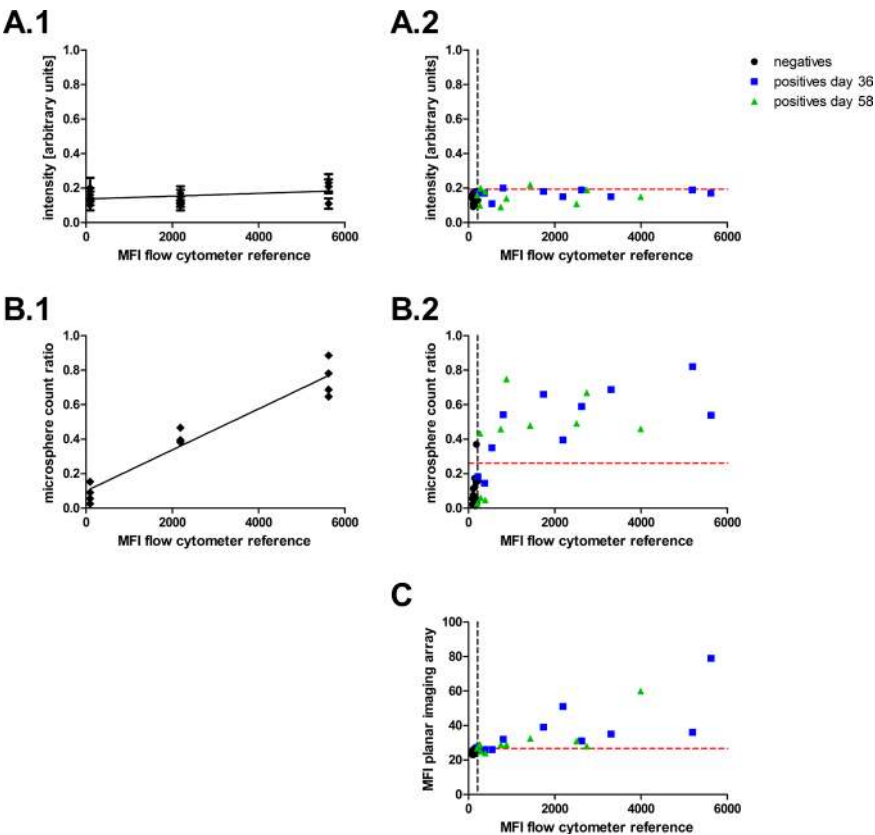 A.1
intensity [arbitrary units]
1.0
0.8
0.6
0.4
0.2
0.0
0
2000
4000
6000
MFI flow cytometer reference
A.2
intensity [arbitrary units]
1.0
0.8
0.6
0.4
0.2
0.0
0
2000
4000
6000
MFI flow cytometer reference
negatives
positives day 36
positives day 58
B.1
microsphere count ratio
1.0
0.8
0.6
0.4
0.2
0.0
0
2000
4000
6000
MFI flow cytometer reference
B.2
microsphere count ratio
1.0
0.8
0.6
0.4
0.2
0.0
0
2000
4000
6000
MFI flow cytometer reference
C
MFI planar imaging array
100
80
60
40
20
0
0
2000
4000
6000
MFI flow cytometer reference